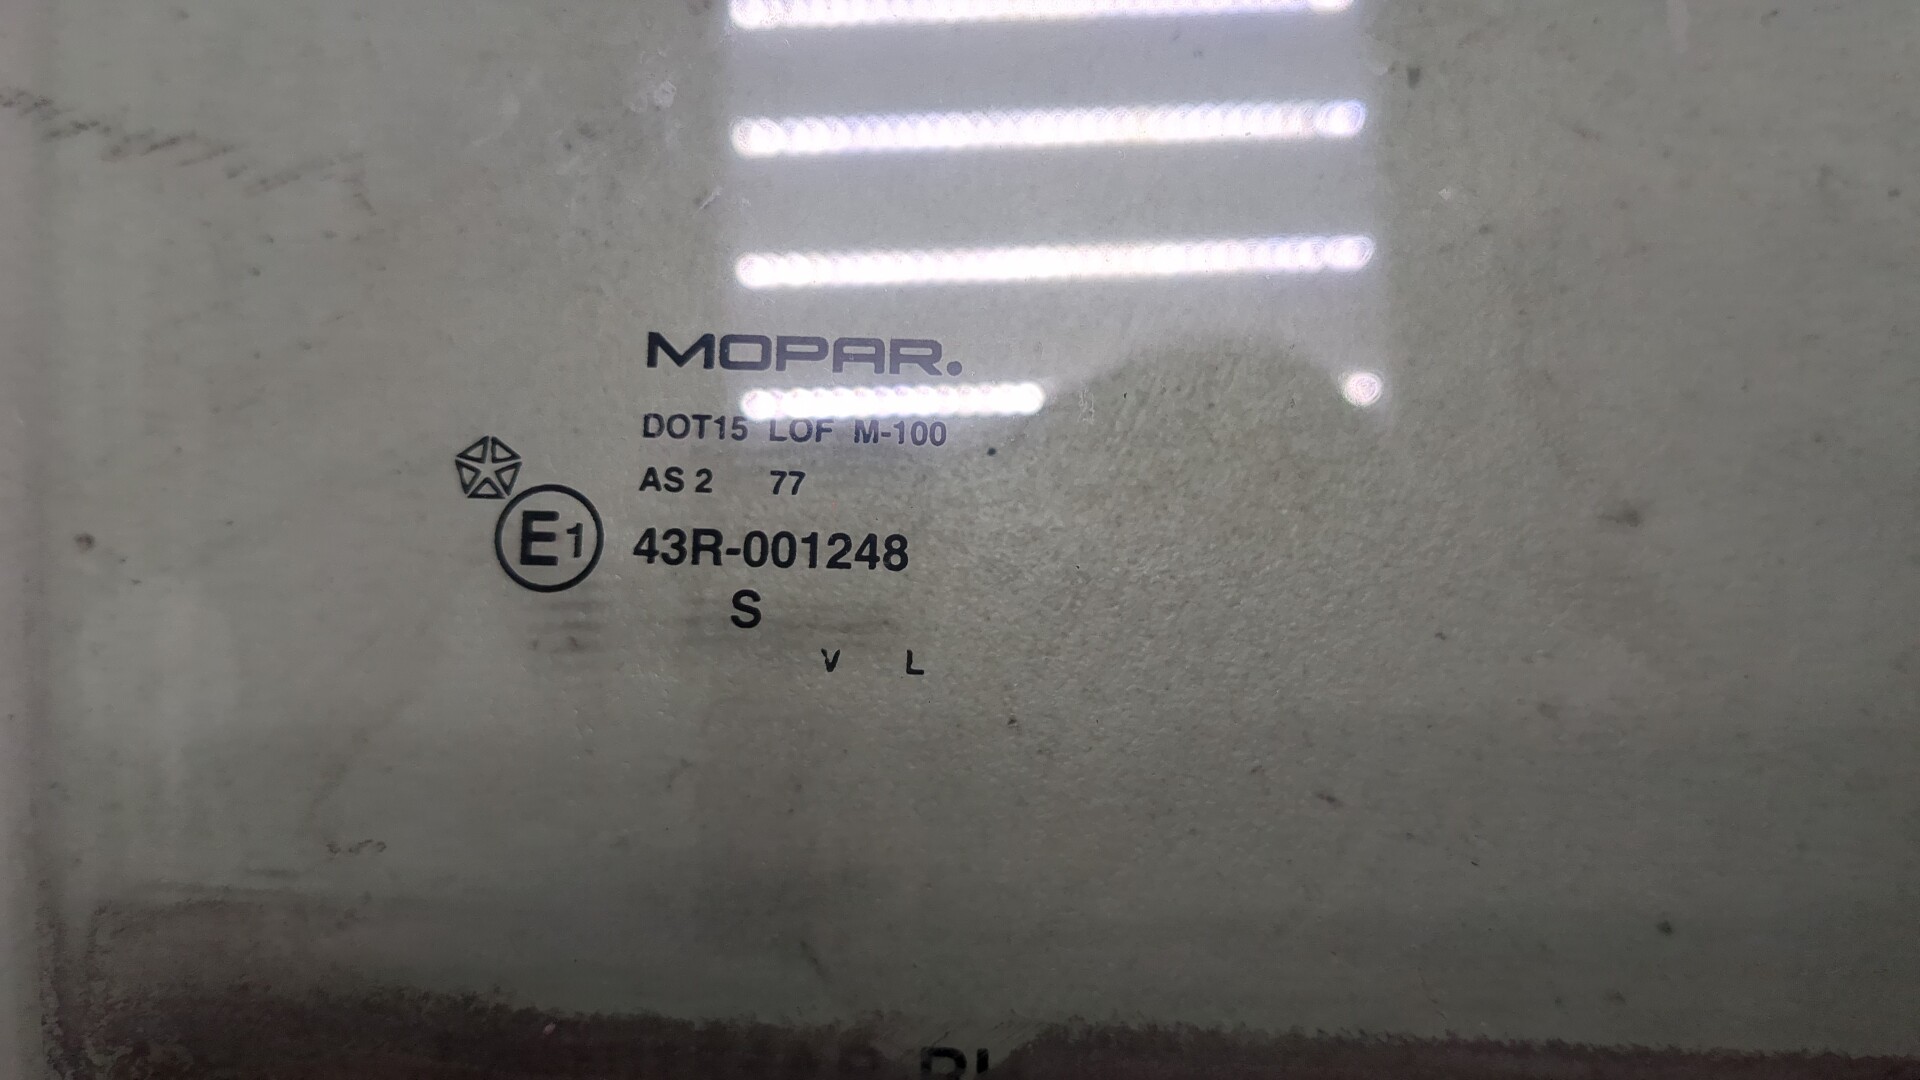 MOPAR.
DOT15 LOF M-100
AS 2 77
E1 43R-001248
S
V L